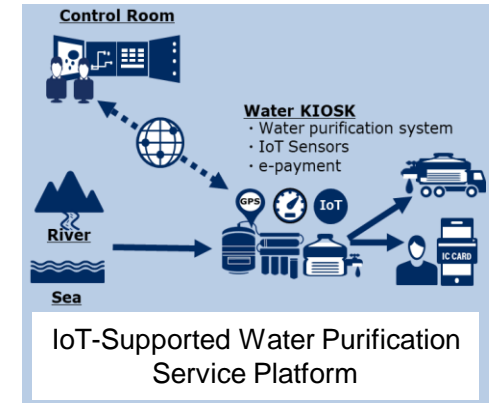 Control Room
Water KIOSK
・Water purification system
・IoT Sensors
・e-payment
GPS
IoT
River
IC CARD
Sea
IoT-Supported Water Purification
Service Platform